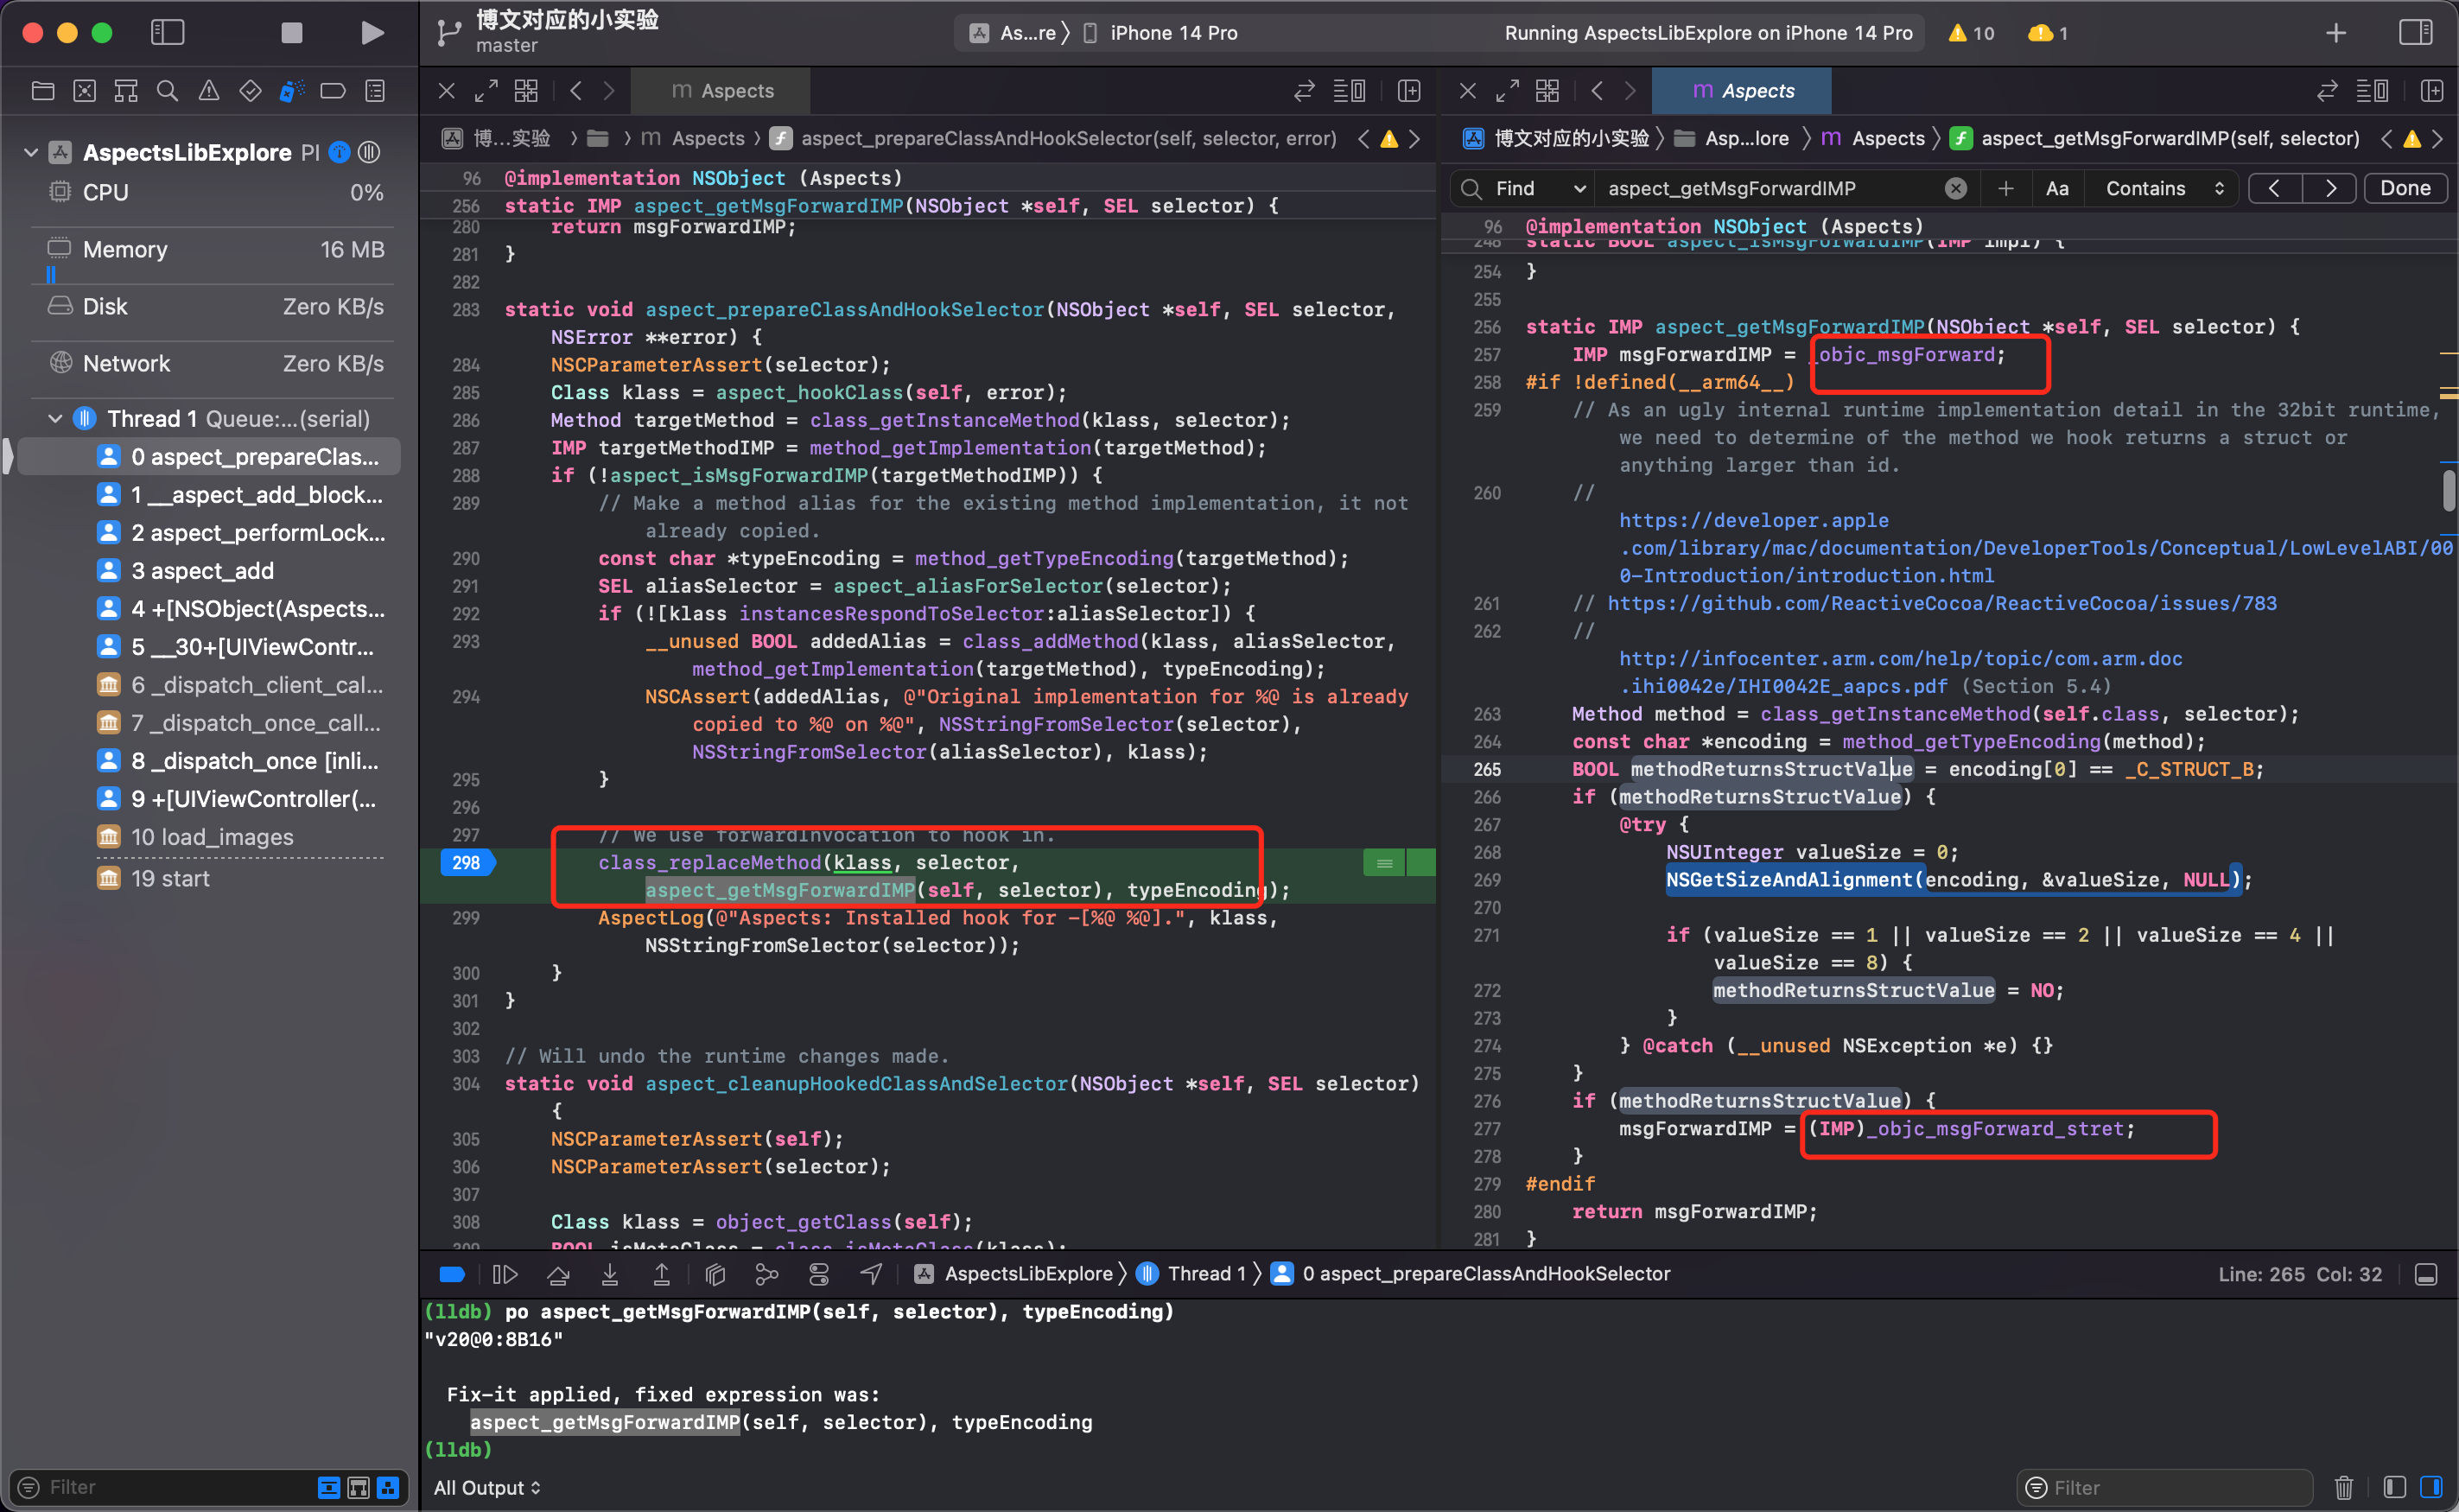 博文对应的小实验
master
As...re〉 iPhone 14 Pro
Running AspectsLibExplore on iPhone 14 Pro
10
1
AspectsLibExplore PI
CPU 0%
Memory 16 MB
Disk Zero KB/s
Network Zero KB/s
Thread 1 Queue:...(serial)
0 aspect_prepareClas...
1 __aspect_add_block...
2 aspect_performLock...
3 aspect_add
4 +[NSObject(Aspects...
5 __30+[UIViewContr...
6 _dispatch_client_cal...
7 _dispatch_once_call...
8 _dispatch_once [inli...
9 +[UIViewController(...
10 load_images
19 start
Filter
m Aspects
博...实验 〉 〉 m Aspects 〉 f aspect_prepareClassAndHookSelector(self, selector, error)
96 @implementation NSObject (Aspects)
256 static IMP aspect_getMsgForwardIMP(NSObject *self, SEL selector) {
280 return msgForwardIMP;
281 }
282
283 static void aspect_prepareClassAndHookSelector(NSObject *self, SEL selector,
NSError **error) {
284 NSCParameterAssert(selector);
285 Class klass = aspect_hookClass(self, error);
286 Method targetMethod = class_getInstanceMethod(klass, selector);
287 IMP targetMethodIMP = method_getImplementation(targetMethod);
288 if (!aspect_isMsgForwardIMP(targetMethodIMP)) {
289 // Make a method alias for the existing method implementation, it not
already copied.
290 const char *typeEncoding = method_getTypeEncoding(targetMethod);
291 SEL aliasSelector = aspect_aliasForSelector(selector);
292 if (![klass instancesRespondToSelector:aliasSelector]) {
293 __unused BOOL addedAlias = class_addMethod(klass, aliasSelector,
method_getImplementation(targetMethod), typeEncoding);
294 NSCAssert(addedAlias, @"Original implementation for %@ is already
copied to %@ on %@", NSStringFromSelector(selector),
NSStringFromSelector(aliasSelector), klass);
295 }
296
297 // We use forwardInvocation to hook in.
298 class_replaceMethod(klass, selector,
aspect_getMsgForwardIMP(self, selector), typeEncoding);
299 AspectLog(@"Aspects: Installed hook for -[%@ %@].", klass,
NSStringFromSelector(selector));
300 }
301 }
302
303 // Will undo the runtime changes made.
304 static void aspect_cleanupHookedClassAndSelector(NSObject *self, SEL selector)
{
305 NSCParameterAssert(self);
306 NSCParameterAssert(selector);
307
308 Class klass = object_getClass(self);
309 BOOL isMetaClass = class_isMetaClass(klass);
m Aspects
博文对应的小实验 〉 Asp...lore 〉 m Aspects 〉 f aspect_getMsgForwardIMP(self, selector)
Find aspect_getMsgForwardIMP Aa Contains Done
96 @implementation NSObject (Aspects)
248 static BOOL aspect_isMsgForwardIMP(IMP impl) {
254 }
255
256 static IMP aspect_getMsgForwardIMP(NSObject *self, SEL selector) {
257 IMP msgForwardIMP = _objc_msgForward;
258 #if !defined(__arm64__)
259 // As an ugly internal runtime implementation detail in the 32bit runtime,
we need to determine of the method we hook returns a struct or
anything larger than id.
260 //
https://developer.apple
.com/library/mac/documentation/DeveloperTools/Conceptual/LowLevelABI/00
0-Introduction/introduction.html
261 // https://github.com/ReactiveCocoa/ReactiveCocoa/issues/783
262 //
http://infocenter.arm.com/help/topic/com.arm.doc
.ihi0042e/IHI0042E_aapcs.pdf (Section 5.4)
263 Method method = class_getInstanceMethod(self.class, selector);
264 const char *encoding = method_getTypeEncoding(method);
265 BOOL methodReturnsStructValue = encoding[0] == _C_STRUCT_B;
266 if (methodReturnsStructValue) {
267 @try {
268 NSUInteger valueSize = 0;
269 NSGetSizeAndAlignment(encoding, &valueSize, NULL);
270
271 if (valueSize == 1 || valueSize == 2 || valueSize == 4 ||
valueSize == 8) {
272 methodReturnsStructValue = NO;
273 }
274 } @catch (__unused NSException *e) {}
275 }
276 if (methodReturnsStructValue) {
277 msgForwardIMP = (IMP)_objc_msgForward_stret;
278 }
279 #endif
280 return msgForwardIMP;
281 }
AspectsLibExplore 〉 Thread 1 〉 0 aspect_prepareClassAndHookSelector
Line: 265 Col: 32
(lldb) po aspect_getMsgForwardIMP(self, selector), typeEncoding)
"v20@0:8B16"
Fix-it applied, fixed expression was:
aspect_getMsgForwardIMP(self, selector), typeEncoding
(lldb)
All Output
Filter